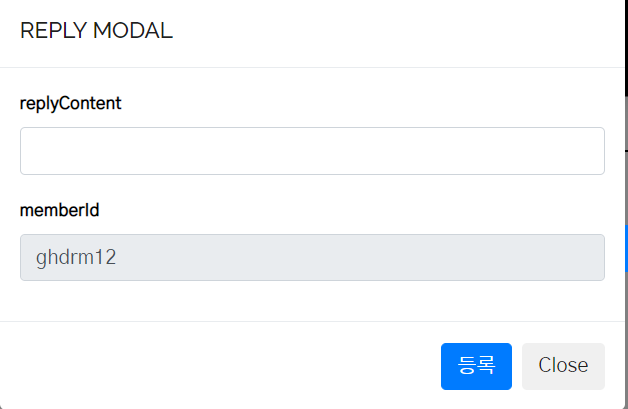 REPLY MODAL
replyContent
memberId
ghdrm12
등록 Close